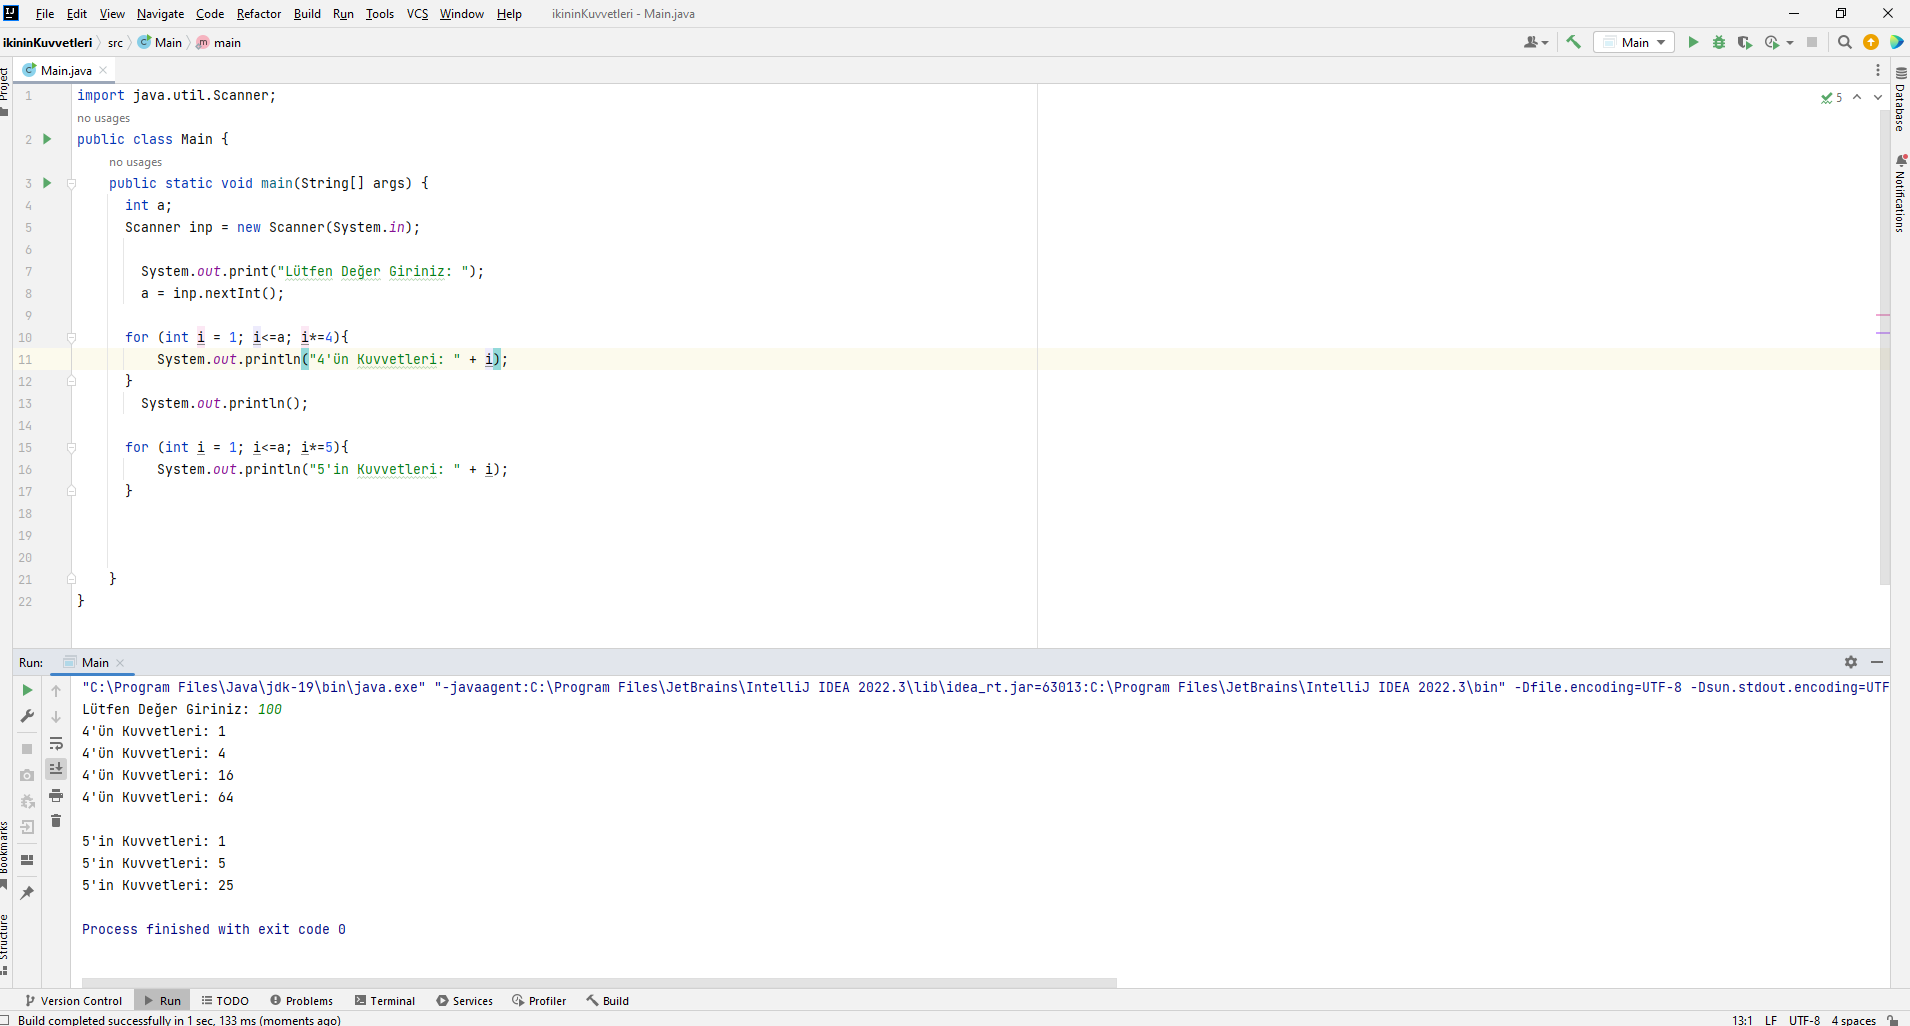 File Edit View Navigate Code Refactor Build Run Tools VCS Window Help ikininKuvvetleri - Main.java
ikininKuvvetleri src Main main Main
Project
Main.java
1 import java.util.Scanner;
no usages
2 public class Main {
no usages
3 public static void main(String[] args) {
4 int a;
5 Scanner inp = new Scanner(System.in);
6
7 System.out.print("Lütfen Değer Giriniz: ");
8 a = inp.nextInt();
9
10 for (int i = 1; i<=a; i*=4){
11 System.out.println("4'ün Kuvvetleri: " + i);
12 }
13 System.out.println();
14
15 for (int i = 1; i<=a; i*=5){
16 System.out.println("5'in Kuvvetleri: " + i);
17 }
18
19
20
21 }
22 }
5
Database
Notifications
Run: Main
"C:\Program Files\Java\jdk-19\bin\java.exe" "-javaagent:C:\Program Files\JetBrains\IntelliJ IDEA 2022.3\lib\idea_rt.jar=63013:C:\Program Files\JetBrains\IntelliJ IDEA 2022.3\bin" -Dfile.encoding=UTF-8 -Dsun.stdout.encoding=UTF
Lütfen Değer Giriniz: 100
4'ün Kuvvetleri: 1
4'ün Kuvvetleri: 4
4'ün Kuvvetleri: 16
4'ün Kuvvetleri: 64
5'in Kuvvetleri: 1
5'in Kuvvetleri: 5
5'in Kuvvetleri: 25
Process finished with exit code 0
Bookmarks
Structure
Version Control Run TODO Problems Terminal Services Profiler Build
Build completed successfully in 1 sec, 133 ms (moments ago) 13:1 LF UTF-8 4 spaces